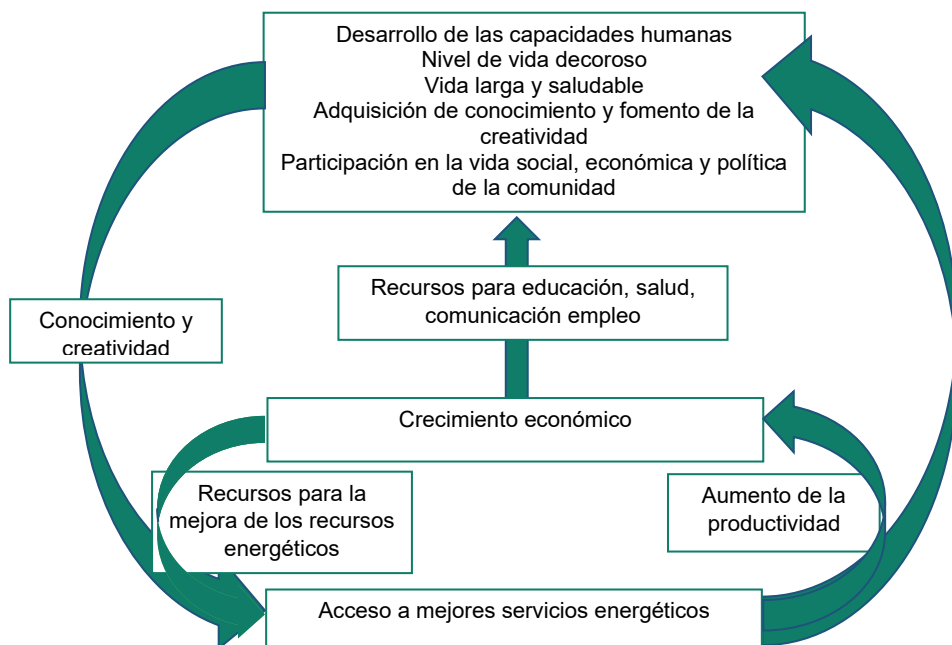 Desarrollo de las capacidades humanas
Nivel de vida decoroso
Vida larga y saludable
Adquisición de conocimiento y fomento de la
creatividad
Participación en la vida social, económica y política
de la comunidad
Recursos para educación, salud,
comunicación empleo
Conocimiento y
creatividad
Crecimiento económico
Recursos para la
mejora de los recursos
energéticos
Aumento de la
productividad
Acceso a mejores servicios energéticos